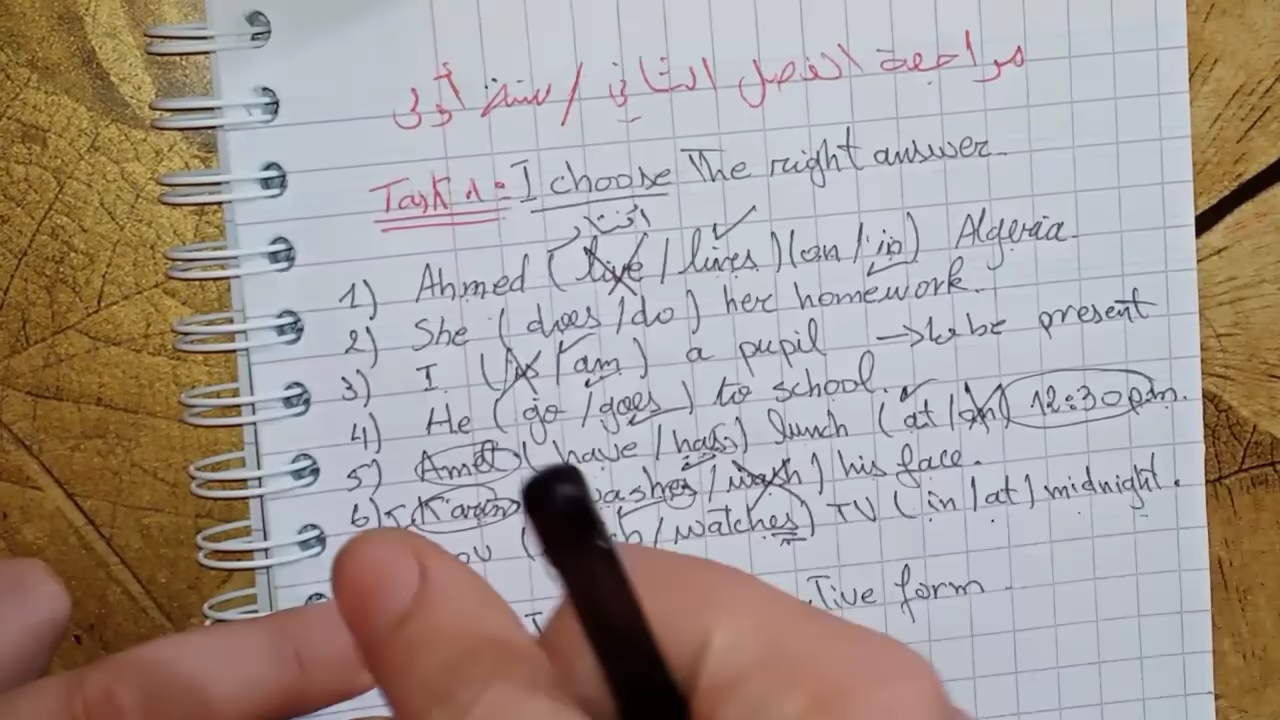 مراجعة الفصل الثاني / سنة أولى
Task 1: I choose The right answer.
اختار
1) Ahmed (live / lives) (on / in) Algeria.
2) She (does / do) her homework.
3) I (is / am) a pupil → to be present
4) He (go / goes) to school.
5) Amel (have / has) lunch (at / on) 12:30 pm.
6) Karim washes / wash) his face.
/ watches) TV (in / at) midnight.
form